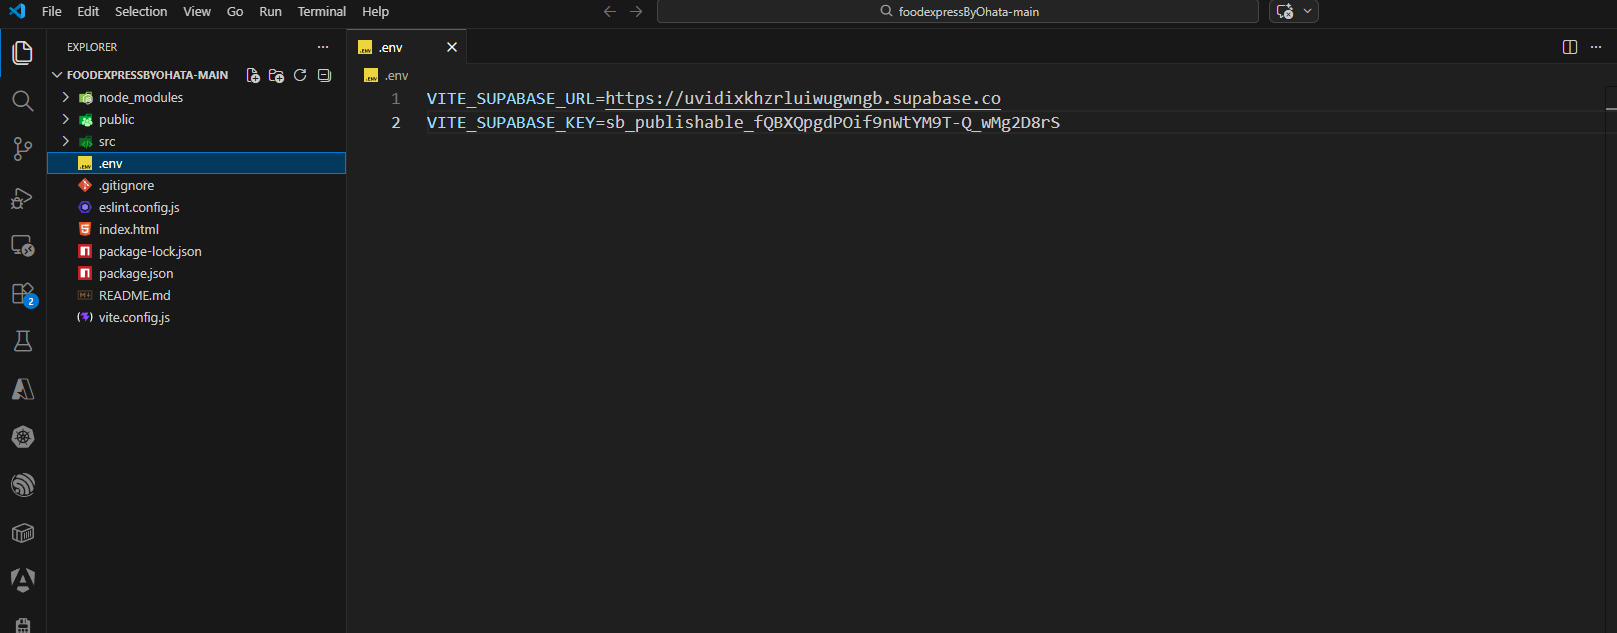 File Edit Selection View Go Run Terminal Help
foodexpressByOhata-main
EXPLORER
.env
FOODEXPRESSBYOHATA-MAIN
.env
node_modules
1 VITE_SUPABASE_URL=https://uvidixkhzrluiwugwngb.supabase.co
public
2 VITE_SUPABASE_KEY=sb_publishable_fQBXQpgdPOif9nWtYM9T-Q_wMg2D8rS
src
.env
.gitignore
eslint.config.js
index.html
package-lock.json
package.json
README.md
2
vite.config.js